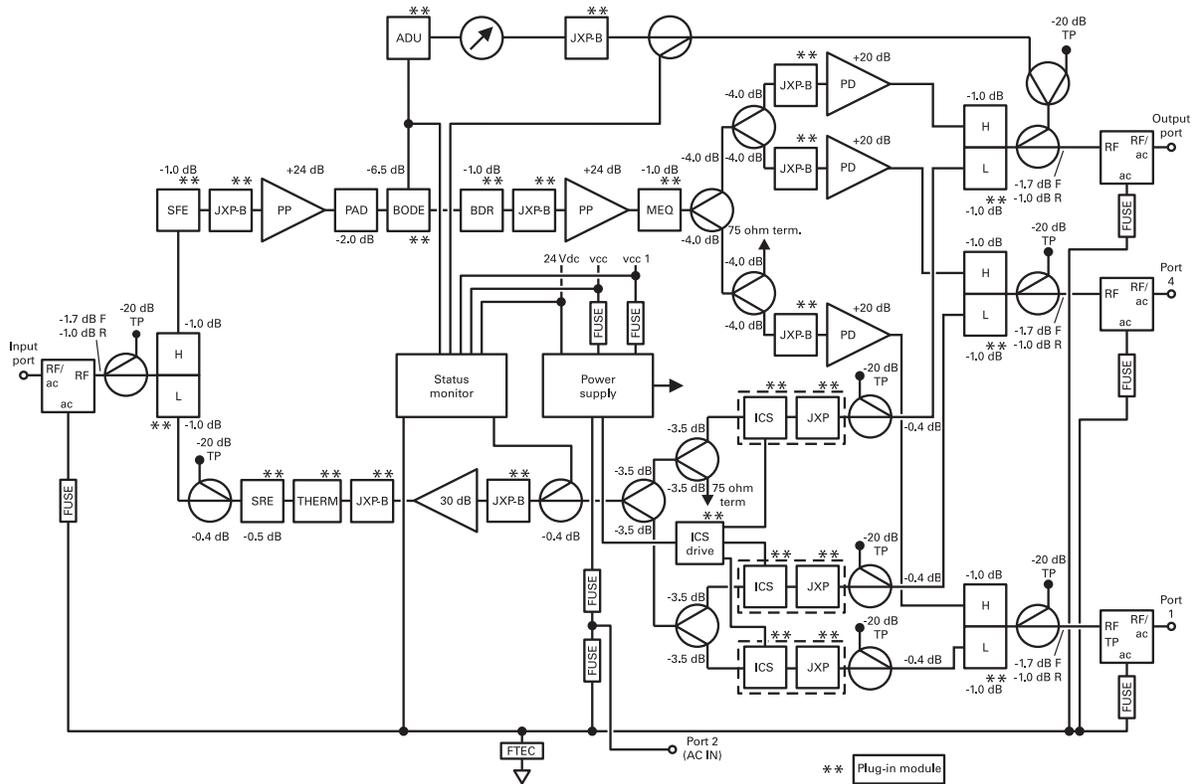 **
ADU
**
JXP-B
-20 dB
TP
-4.0 dB
**
JXP-B
+20 dB
PD
-1.0 dB
H
L
**
-1.0 dB
-1.7 dB F
-1.0 dB R
RF
RF/
ac
ac
Output
port
FUSE
-4.0 dB
-4.0 dB
**
JXP-B
+20 dB
PD
-1.0 dB
**
SFE
**
JXP-B
+24 dB
PP
PAD
-2.0 dB
-6.5 dB
BODE
**
-1.0 dB
**
BDR
**
JXP-B
+24 dB
PP
-1.0 dB
**
MEQ
-4.0 dB
75 ohm term.
-4.0 dB
-4.0 dB
**
JXP-B
+20 dB
PD
-1.0 dB
H
L
**
-1.0 dB
-20 dB
TP
-1.7 dB F
-1.0 dB R
RF
RF/
ac
ac
Port
4
FUSE
24 Vdc
vcc
vcc 1
FUSE
FUSE
Input
port
RF/
ac
RF
ac
-1.7 dB F
-1.0 dB R
-20 dB
TP
-1.0 dB
H
L
**
-1.0 dB
Status
monitor
Power
supply
**
ICS
**
JXP
-20 dB
TP
-0.4 dB
-20 dB
TP
-0.4 dB
**
SRE
-0.5 dB
**
THERM
**
JXP-B
30 dB
**
JXP-B
-0.4 dB
-3.5 dB
-3.5 dB
-3.5 dB
-3.5 dB
75 ohm
term
FUSE
**
ICS
drive
**
ICS
**
JXP
-20 dB
TP
-0.4 dB
-3.5 dB
-3.5 dB
**
ICS
**
JXP
-20 dB
TP
-0.4 dB
-1.0 dB
H
L
**
-1.0 dB
-20 dB
TP
-1.7 dB F
-1.0 dB R
RF
TP
RF/
ac
ac
Port
1
FUSE
FUSE
FUSE
FTEC
Port 2
(AC IN)
** Plug-in module